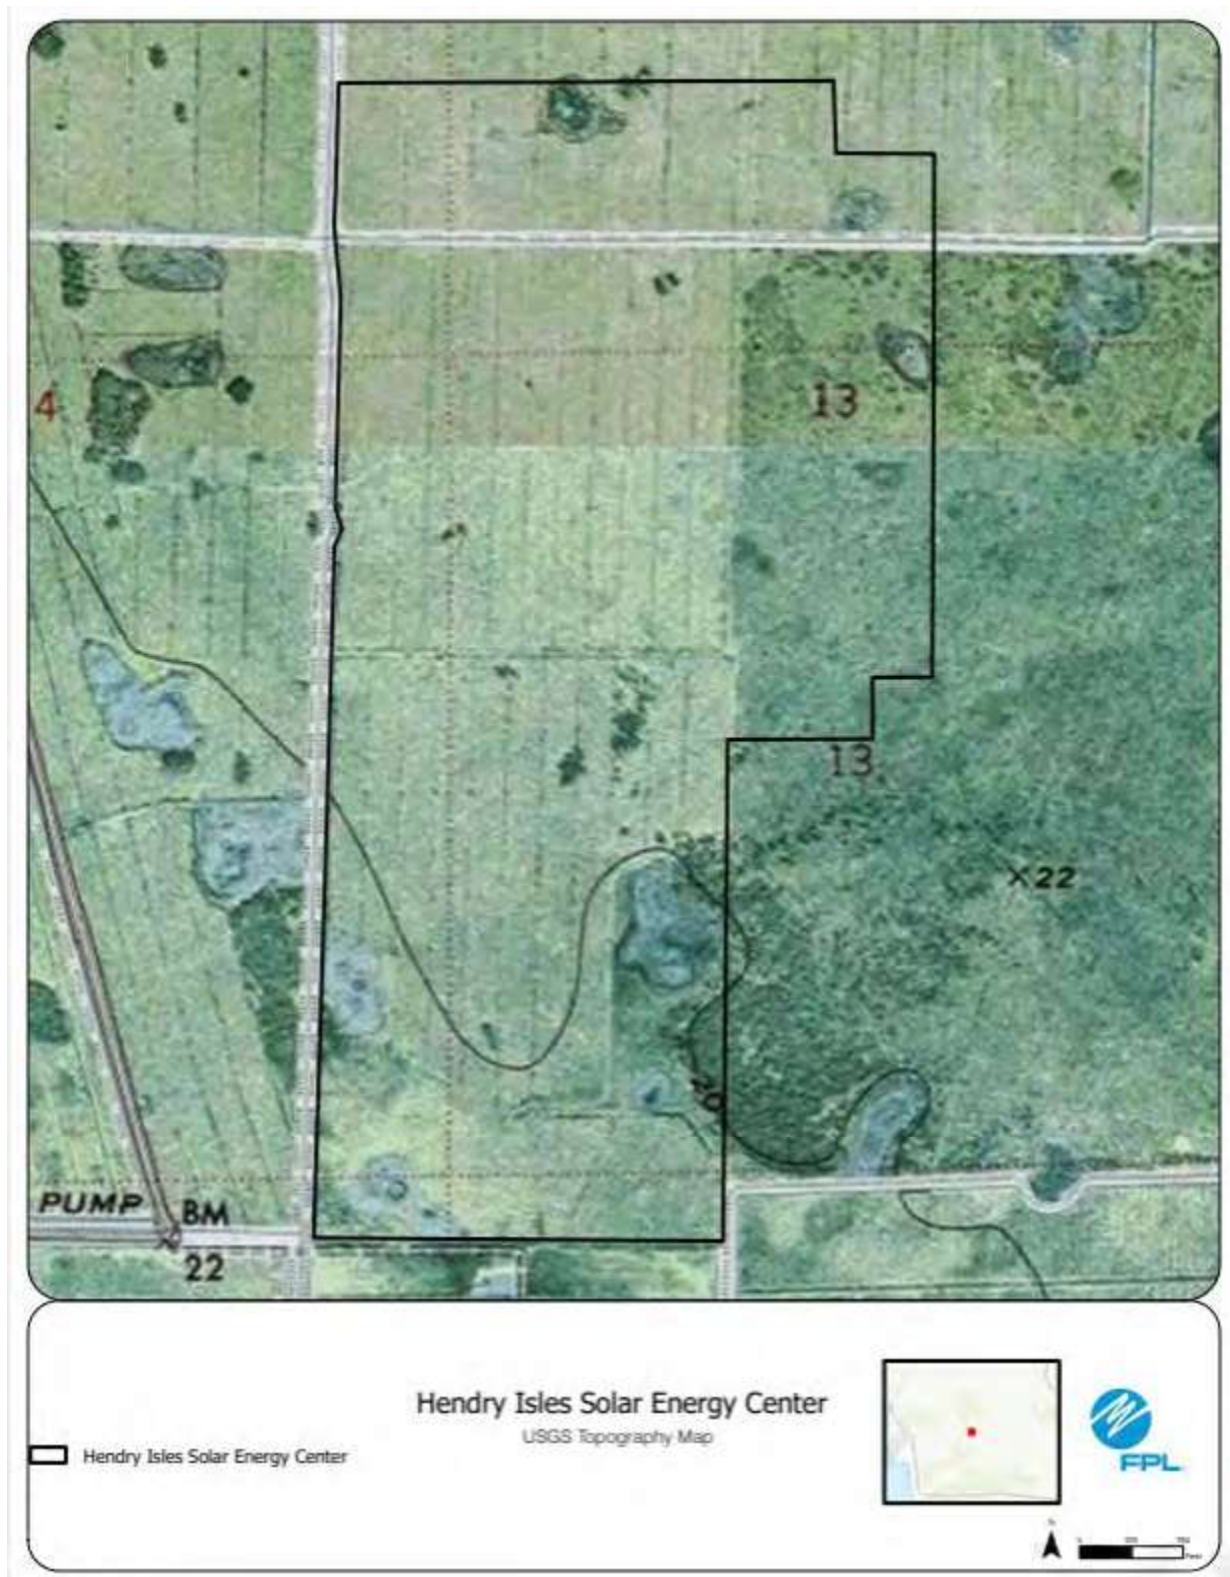 4
13
13
22
PUMP
BM
22
Hendry Isles Solar Energy Center
USGS Topography Map
Hendry Isles Solar Energy Center
FPL